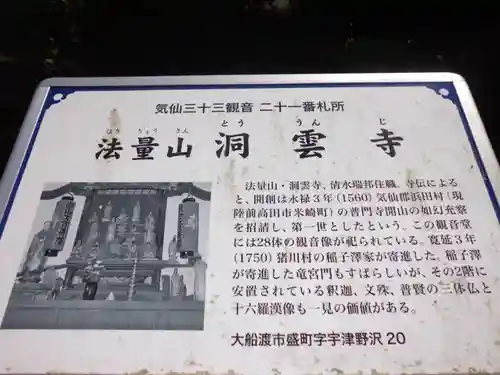 気仙三十三観音 二十一番札所
ほう りょう さん とう うん じ
法量山 洞雲寺
法量山・洞雲寺、清水瑞邦住職。寺伝による
と、開創は永禄3年(1560)気仙郡浜田村(現
陸前高田市米崎町)の普門寺開山の如幻充察
を招請し、第一世としたという。この観音堂
には28体の観音像が祀られている。寛延3年
(1750)猪川村の稲子澤家が寄進した。稲子澤
が寄進した竜宮門もすばらしいが、その2階に
安置されている釈迦、文殊、普賢の三体仏と
十六羅漢像も一見の価値がある。
大船渡市盛町字宇津野沢 20